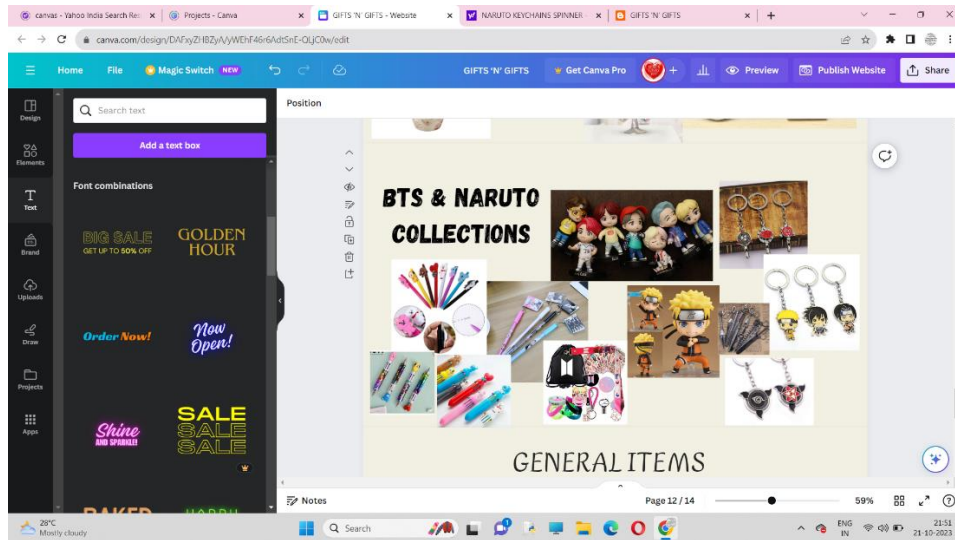 canvas - Yahoo India Search Res
Projects - Canva
GIFTS 'N' GIFTS - Website
NARUTO KEYCHAINS SPINNER -
GIFTS 'N' GIFTS
canva.com/design/DAFxyZHBZyA/yWEhF46r6AdtSnE-OLjC0w/edit
Home File Magic Switch NEW GIFTS 'N' GIFTS Get Canva Pro Preview Publish Website Share
Design
Elements
Text
Brand
Uploads
Draw
Projects
Apps
Search text
Add a text box
Font combinations
BIG SALE
GET UP TO 50% OFF
GOLDEN
HOUR
Order Now!
Now
Open!
Shine
AND SPARKLE!
SALE
SALE
SALE
BAKED
HAPPY
Position
BTS & NARUTO
COLLECTIONS
GENERAL ITEMS
Notes
Page 12 / 14
59%
28°C
Mostly cloudy
Search
ENG
IN
21:51
21-10-2023